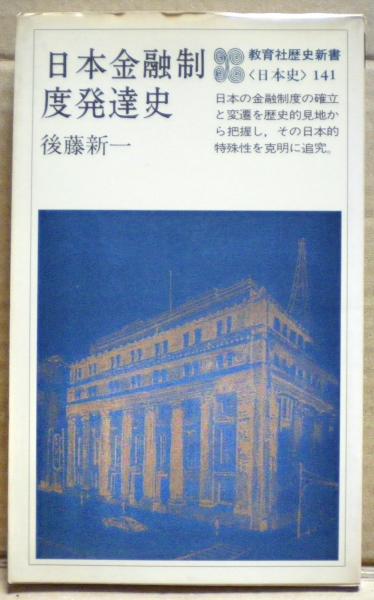 日本金融制
度発達史
後藤新一
教育社歴史新書
〈日本史〉141
日本の金融制度の確立
と変遷を歴史的見地か
ら把握し，その日本的
特殊性を克明に追究。